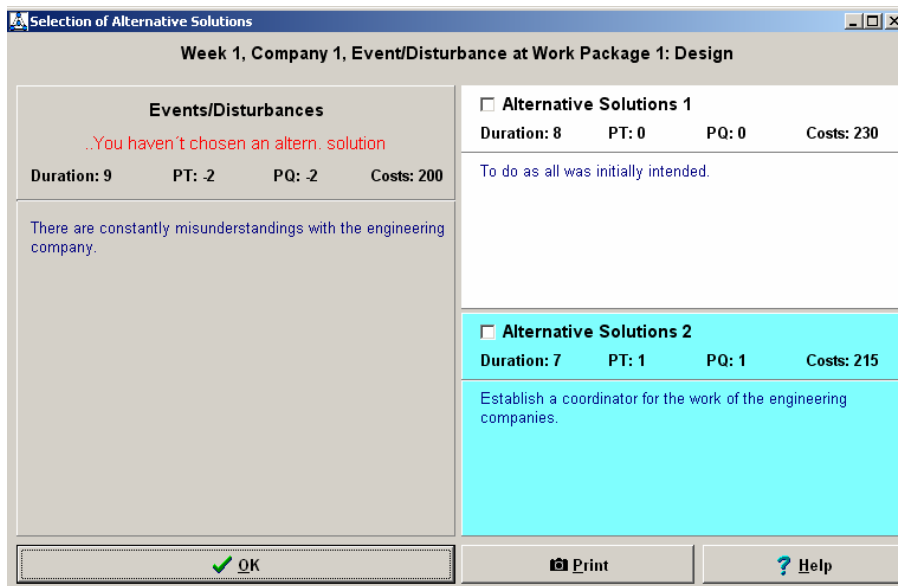 Selection of Alternative Solutions
Week 1, Company 1, Event/Disturbance at Work Package 1: Design
Events/Disturbances
..You haven´t chosen an altern. solution
Duration: 9 PT: -2 PQ: -2 Costs: 200
There are constantly misunderstandings with the engineering
company.
Alternative Solutions 1
Duration: 8 PT: 0 PQ: 0 Costs: 230
To do as all was initially intended.
Alternative Solutions 2
Duration: 7 PT: 1 PQ: 1 Costs: 215
Establish a coordinator for the work of the engineering
companies.
OK Print Help